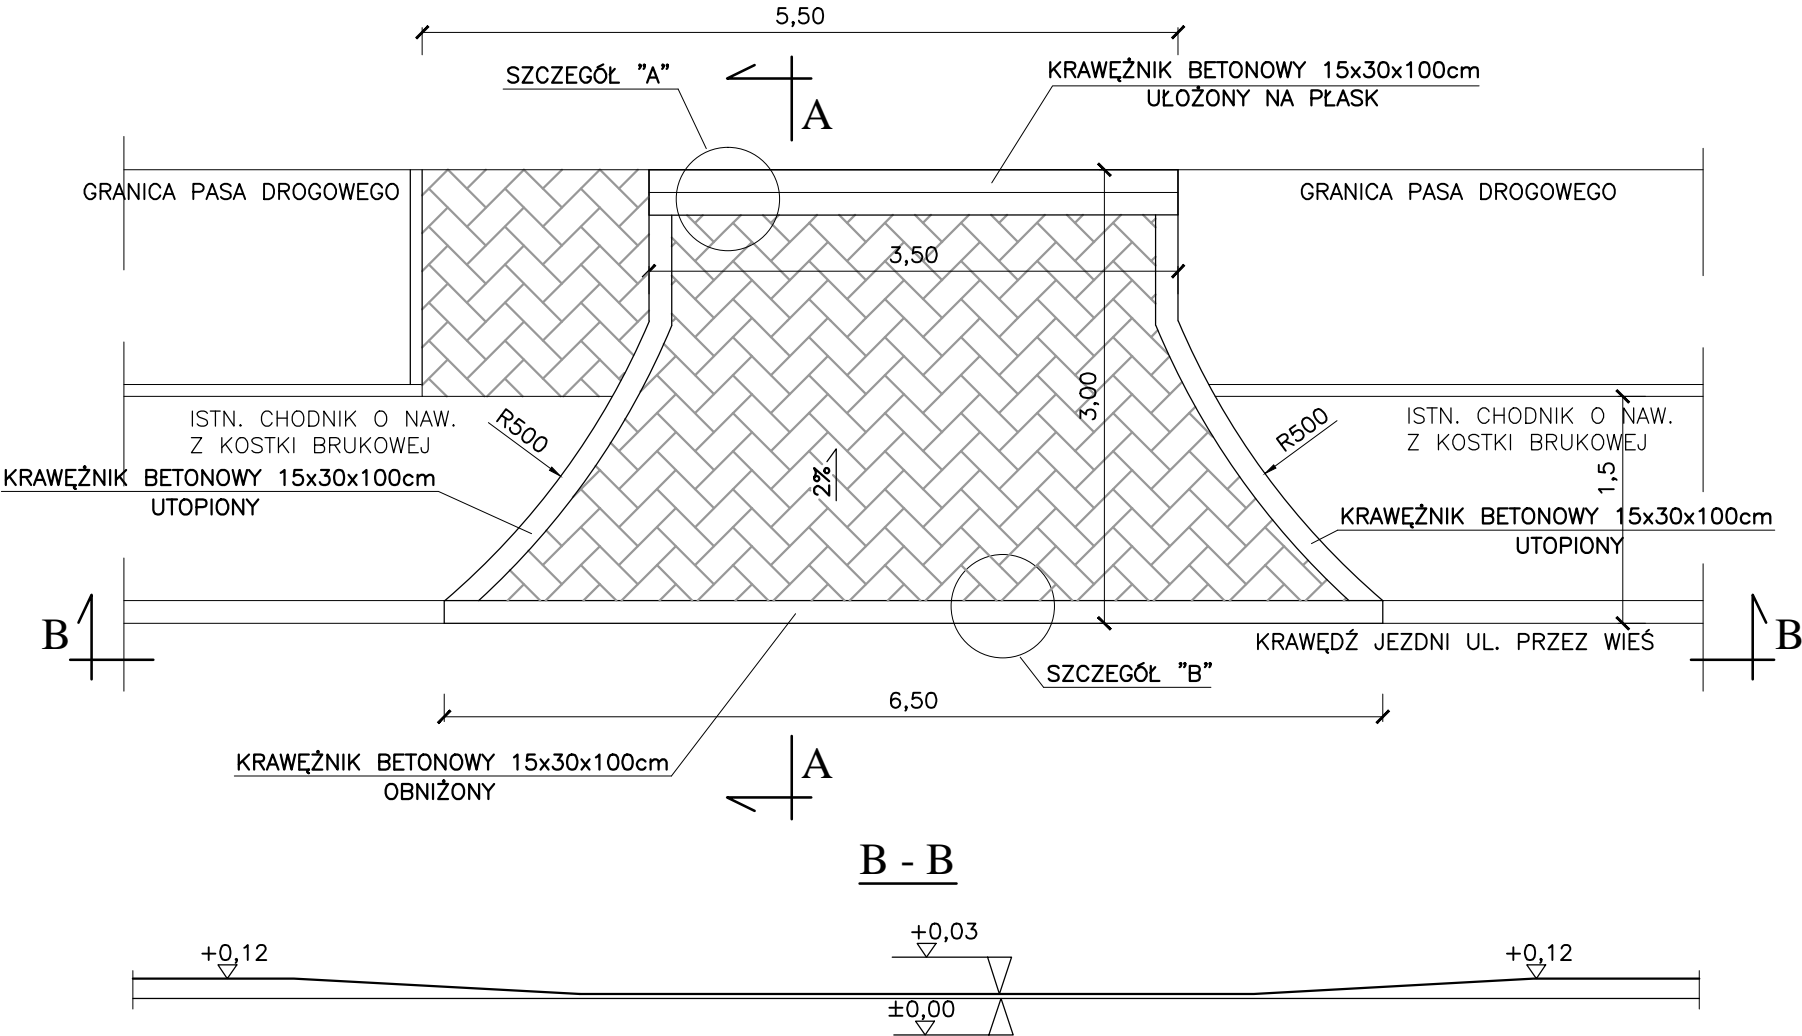 5,50
SZCZEGÓŁ "A"
A
KRAWĘŻNIK BETONOWY 15x30x100cm
UŁOŻONY NA PŁASK
GRANICA PASA DROGOWEGO
GRANICA PASA DROGOWEGO
3,50
3,00
ISTN. CHODNIK O NAW.
Z KOSTKI BRUKOWEJ
R500
R500
ISTN. CHODNIK O NAW.
Z KOSTKI BRUKOWEJ
KRAWĘŻNIK BETONOWY 15x30x100cm
UTOPIONY
2%
1,5
KRAWĘŻNIK BETONOWY 15x30x100cm
UTOPIONY
B
B
KRAWĘDŹ JEZDNI UL. PRZEZ WIEŚ
SZCZEGÓŁ "B"
6,50
KRAWĘŻNIK BETONOWY 15x30x100cm
OBNIŻONY
A
B - B
+0,12
+0,03
+0,12
±0,00